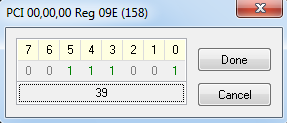 PCI 00,00,00 Reg 09E (158)
7 6 5 4 3 2 1 0
0 0 1 1 1 0 0 1
39
Done
Cancel